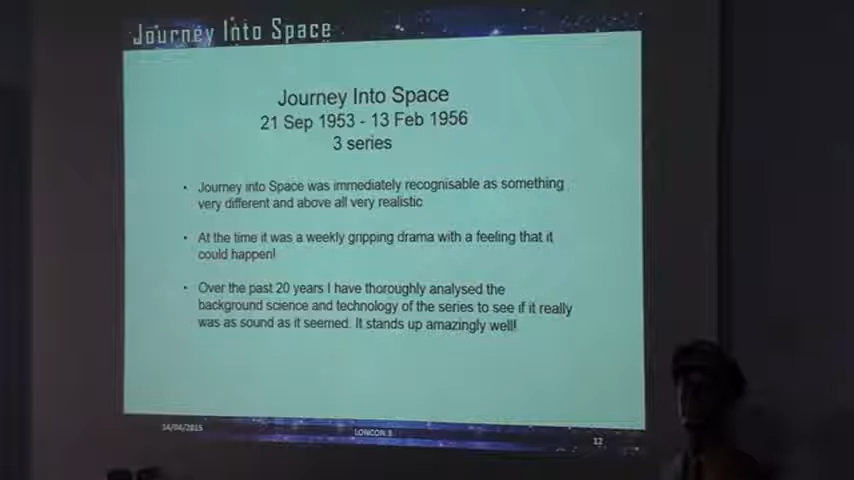 Journey Into Space
Journey Into Space
21 Sep 1953 - 13 Feb 1956
3 series
• Journey into Space was immediately recognisable as something
very different and above all very realistic
• At the time it was a weekly gripping drama with a feeling that it
could happen!
• Over the past 20 years I have thoroughly analysed the
background science and technology of the series to see if it really
was as sound as it seemed. It stands up amazingly well!
14/04/2015
LONCON 3
12